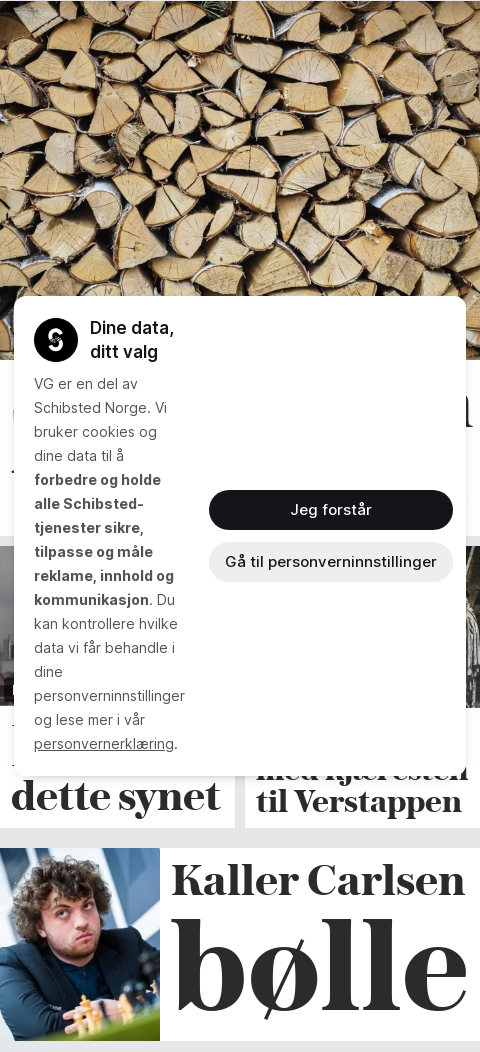 Dine data,
ditt valg
VG er en del av
Schibsted Norge. Vi
bruker cookies og
dine data til å
forbedre og holde
alle Schibsted-
tjenester sikre,
tilpasse og måle
reklame, innhold og
kommunikasjon. Du
kan kontrollere hvilke
data vi får behandle i
dine
personverninnstillinger
og lese mer i vår
personvernerklæring.
Jeg forstår
Gå til personverninnstillinger
dette synet
med kjæresten
til Verstappen
Kaller Carlsen
bølle